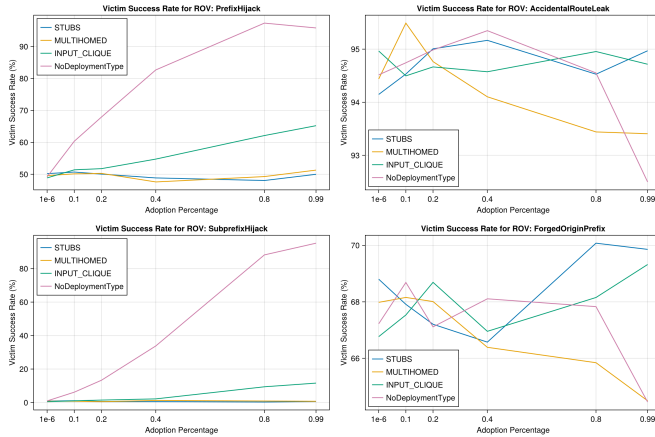 Victim Success Rate for ROV: PrefixHijack
Victim Success Rate (%)
90
80
70
60
50
STUBS
MULTIHOMED
INPUT_CLIQUE
NoDeploymentType
1e-6 0.1 0.2 0.4 0.8 0.99
Adoption Percentage
Victim Success Rate for ROV: AccidentalRouteLeak
Victim Success Rate (%)
95
94
93
STUBS
MULTIHOMED
INPUT_CLIQUE
NoDeploymentType
1e-6 0.1 0.2 0.4 0.8 0.99
Adoption Percentage
Victim Success Rate for ROV: SubprefixHijack
Victim Success Rate (%)
80
60
40
20
0
STUBS
MULTIHOMED
INPUT_CLIQUE
NoDeploymentType
1e-6 0.1 0.2 0.4 0.8 0.99
Adoption Percentage
Victim Success Rate for ROV: ForgedOriginPrefix
Victim Success Rate (%)
70
68
66
STUBS
MULTIHOMED
INPUT_CLIQUE
NoDeploymentType
1e-6 0.1 0.2 0.4 0.8 0.99
Adoption Percentage